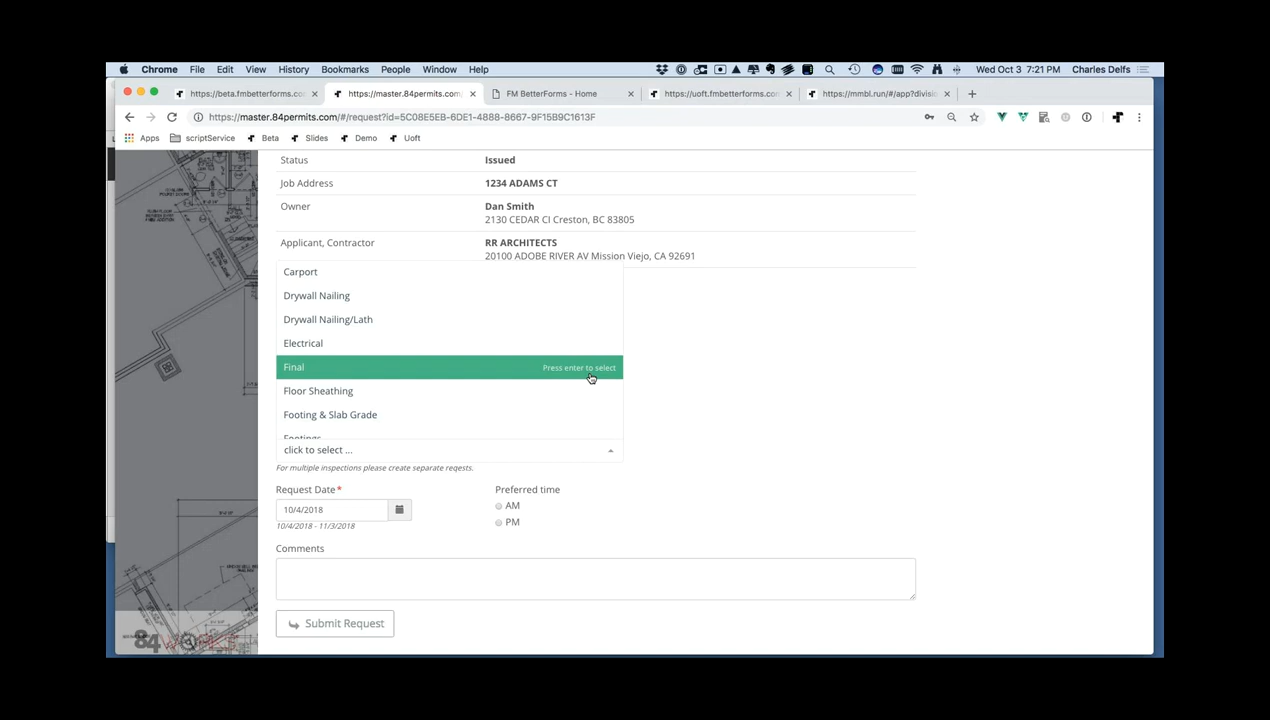 Chrome File Edit View History Bookmarks People Window Help Wed Oct 3 7:21 PM Charles Delfs
https://beta.fmbetterforms.com × https://master.84permits.com/ × FM BetterForms - Home × https://uoft.fmbetterforms.com × https://mmbl.run/#/app?divisio × +
https://master.84permits.com/#/request?id=5C08E5EB-6DE1-4888-8667-9F15B9C1613F
Apps scriptService Beta Slides Demo Uoft
Status Issued
Job Address 1234 ADAMS CT
Owner Dan Smith
2130 CEDAR CI Creston, BC 83805
Applicant, Contractor RR ARCHITECTS
20100 ADOBE RIVER AV Mission Viejo, CA 92691
Carport
Drywall Nailing
Drywall Nailing/Lath
Electrical
Final Press enter to select
Floor Sheathing
Footing & Slab Grade
Footings
click to select ...
For multiple inspections please create separate reqests.
Request Date* Preferred time
10/4/2018 AM
10/4/2018 - 11/3/2018 PM
Comments
Submit Request
84